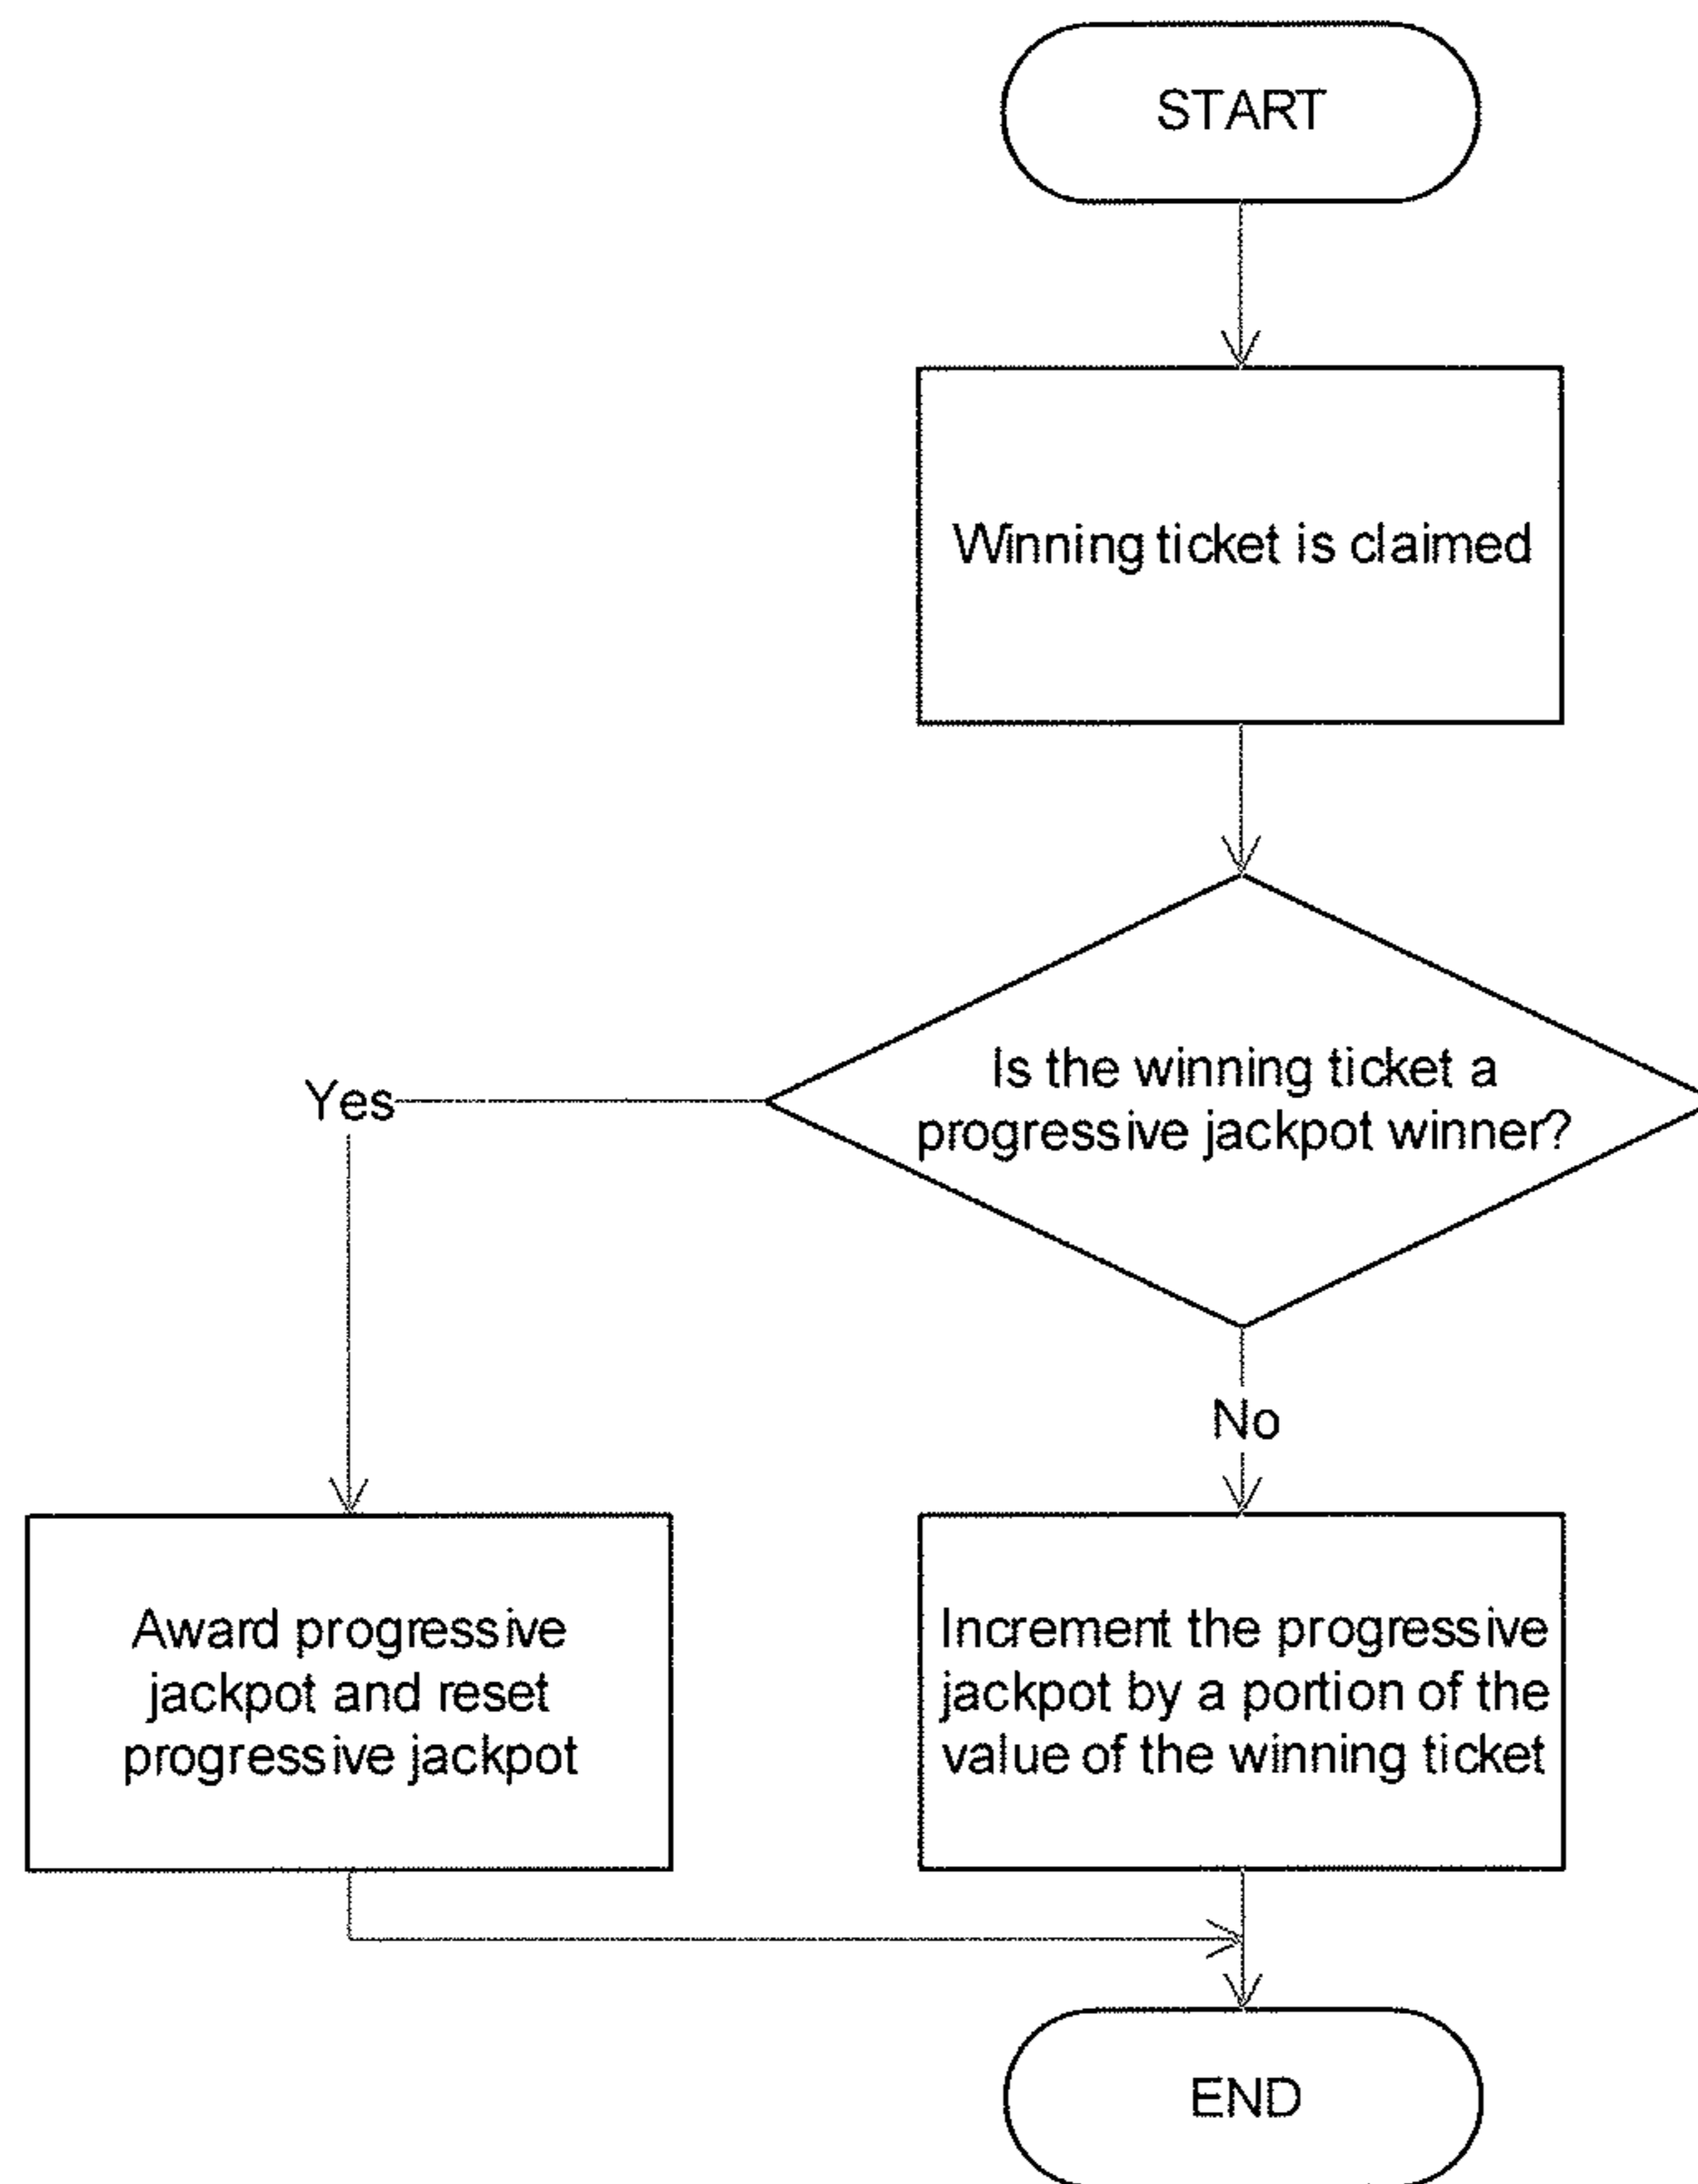 START
Winning ticket is claimed
Is the winning ticket a
progressive jackpot winner?
Yes
No
Award progressive
jackpot and reset
progressive jackpot
Increment the progressive
jackpot by a portion of the
value of the winning ticket
END